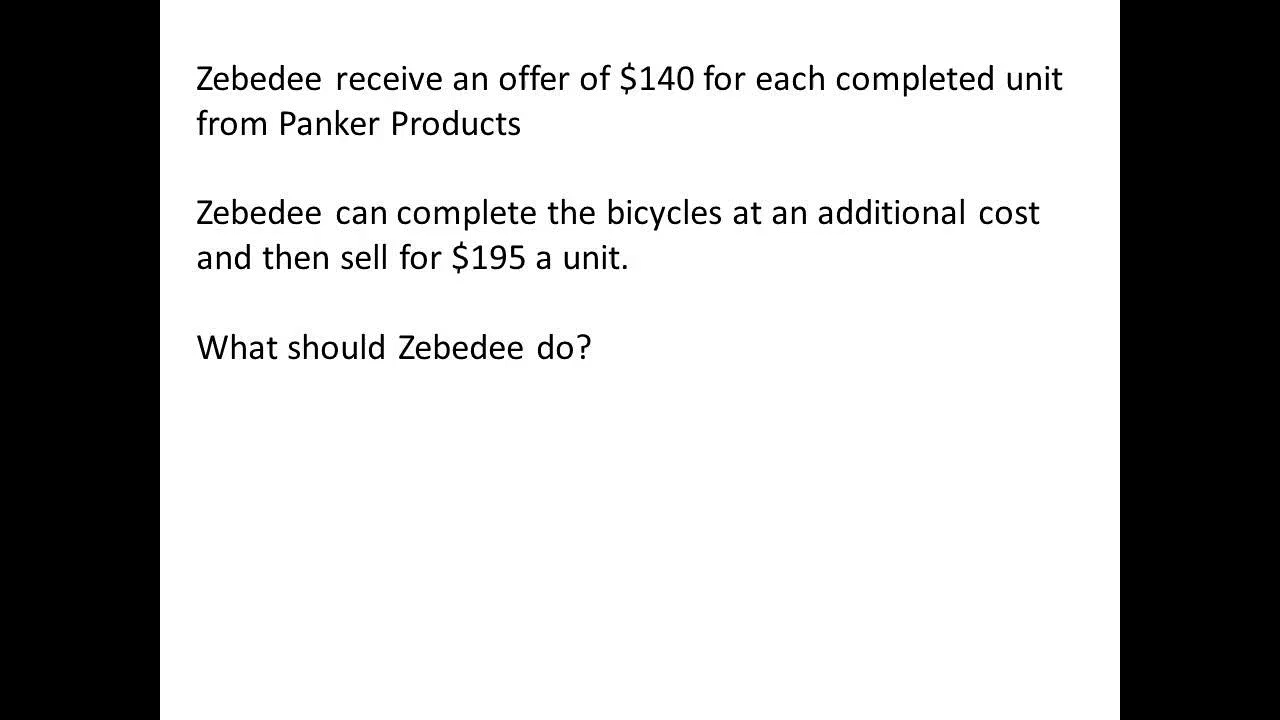 Zebedee receive an offer of $140 for each completed unit
from Panker Products
Zebedee can complete the bicycles at an additional cost
and then sell for $195 a unit.
What should Zebedee do?